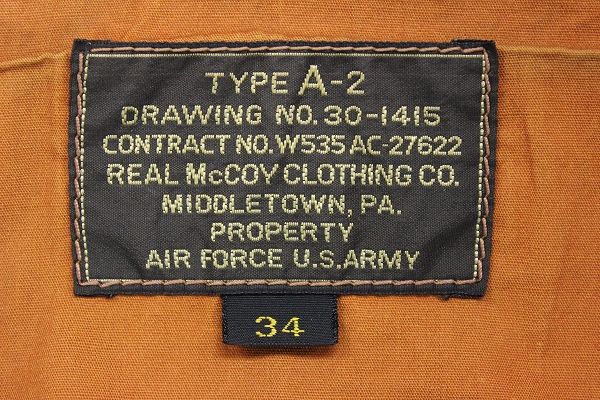 TYPE A-2
DRAWING NO. 30-1415
CONTRACT NO. W535 AC-27622
REAL McCOY CLOTHING CO.
MIDDLETOWN, PA.
PROPERTY
AIR FORCE U.S. ARMY
34